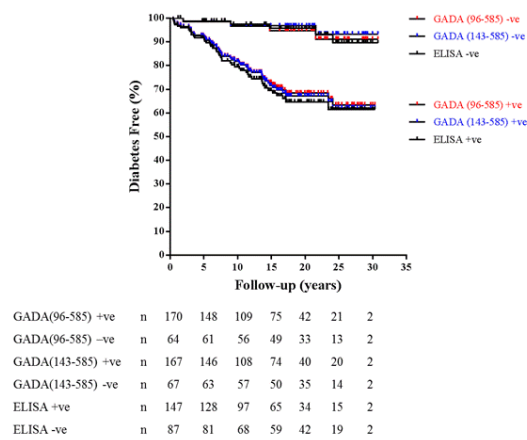 100
90
80
70
60
50
40
30
20
10
0
Diabetes Free (%)
0 5 10 15 20 25 30 35
Follow-up (years)
GADA (96-585) -ve
GADA (143-585) -ve
ELISA -ve
GADA (96-585) +ve
GADA (143-585) +ve
ELISA +ve
GADA(96-585) +ve n 170 148 109 75 42 21 2
GADA(96-585) –ve n 64 61 56 49 33 13 2
GADA(143-585) +ve n 167 146 108 74 40 20 2
GADA(143-585) -ve n 67 63 57 50 35 14 2
ELISA +ve n 147 128 97 65 34 15 2
ELISA -ve n 87 81 68 59 42 19 2